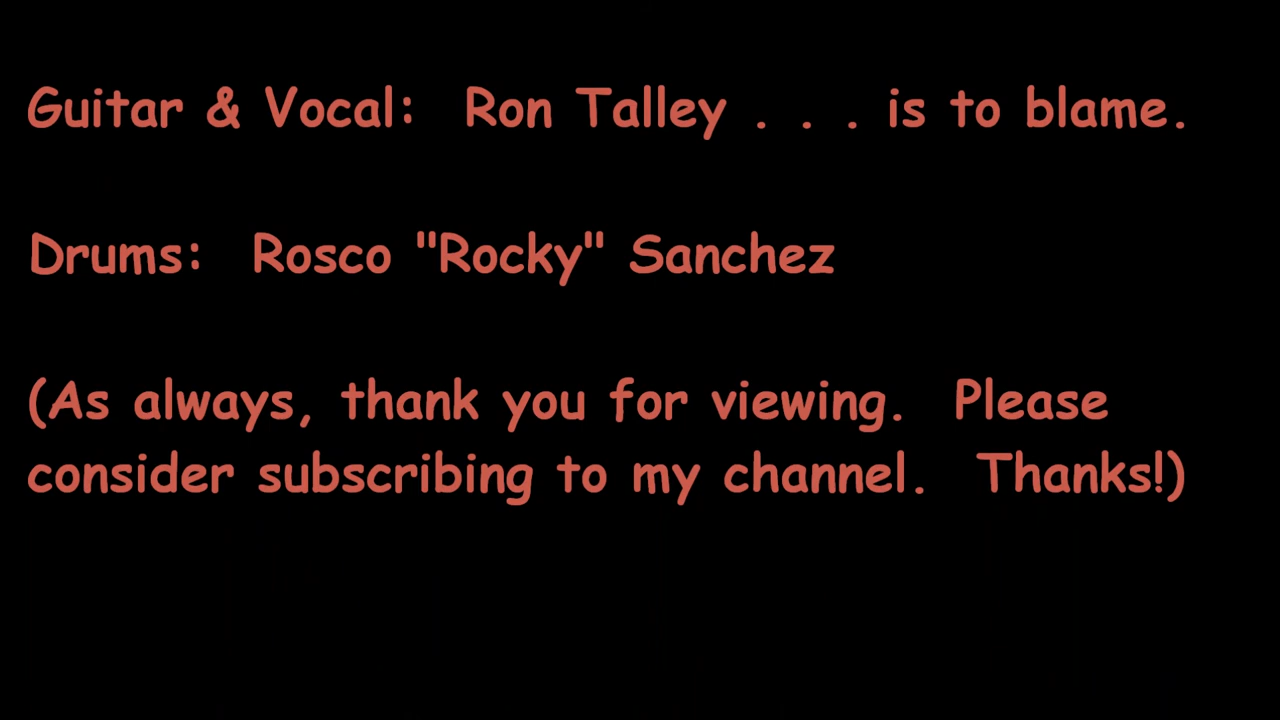 Guitar & Vocal:  Ron Talley . . . is to blame.
Drums:  Rosco "Rocky" Sanchez
(As always, thank you for viewing.  Please
consider subscribing to my channel.  Thanks!)